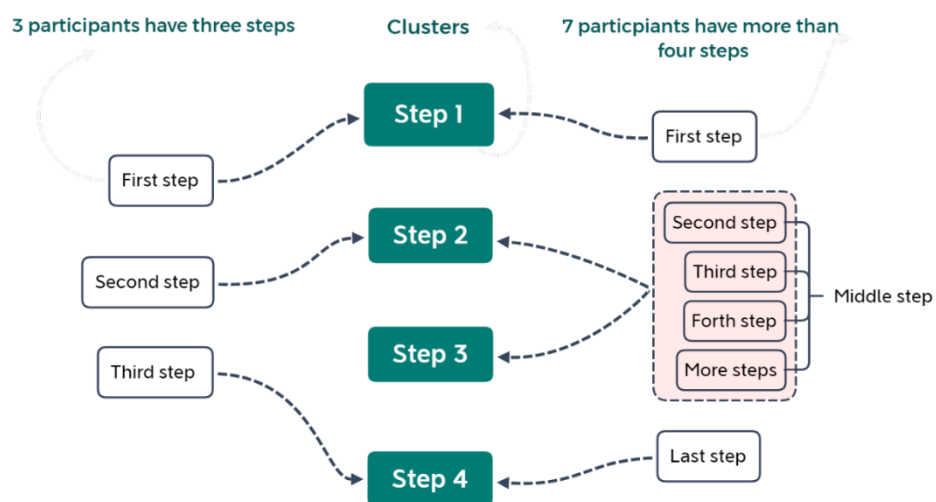 3 participants have three steps
Clusters
7 particpiants have more than
four steps
Step 1
First step
First step
Step 2
Second step
Second step
Third step
Middle step
Forth step
Step 3
Third step
More steps
Last step
Step 4